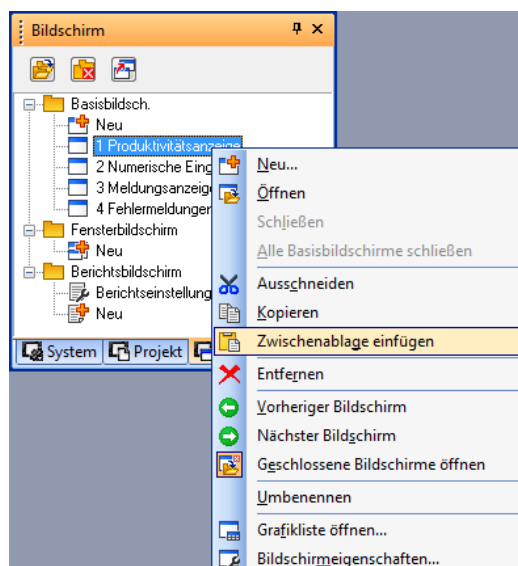 Bildschirm
Basisbildsch.
Neu
1 Produktivitätsanzeige
2 Numerische Eing
3 Meldungsanzeige
4 Fehlermeldungen
Fensterbildschirm
Neu
Berichtsbildschirm
Berichtseinstellung
Neu
System
Projekt
Neu...
Öffnen
Schließen
Alle Basisbildschirme schließen
Ausschneiden
Kopieren
Zwischenablage einfügen
Entfernen
Vorheriger Bildschirm
Nächster Bildschirm
Geschlossene Bildschirme öffnen
Umbenennen
Grafikliste öffnen...
Bildschirmeigenschaften...